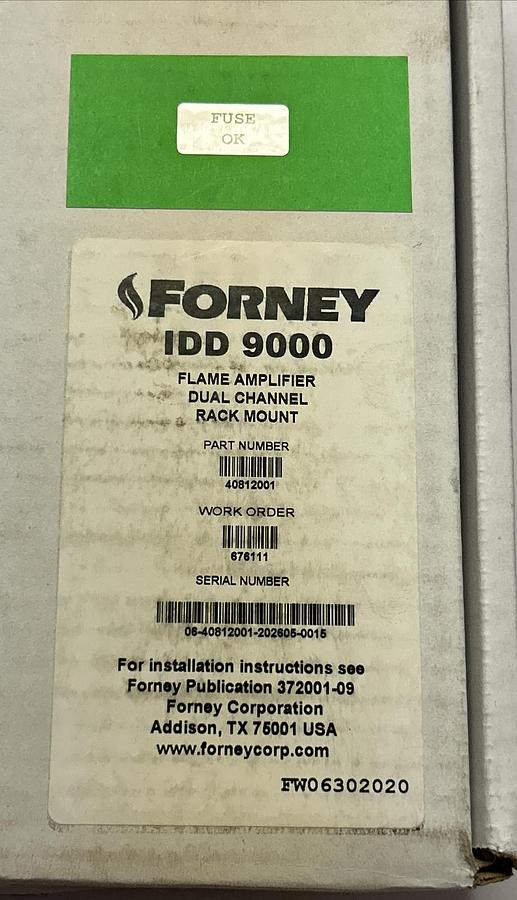 FUSE
OK
FORNEY
IDD 9000
FLAME AMPLIFIER
DUAL CHANNEL
RACK MOUNT
PART NUMBER
40812001
WORK ORDER
676111
SERIAL NUMBER
06-40812001-202605-0015
For installation instructions see
Forney Publication 372001-09
Forney Corporation
Addison, TX 75001 USA
www.forneycorp.com
FW06302020